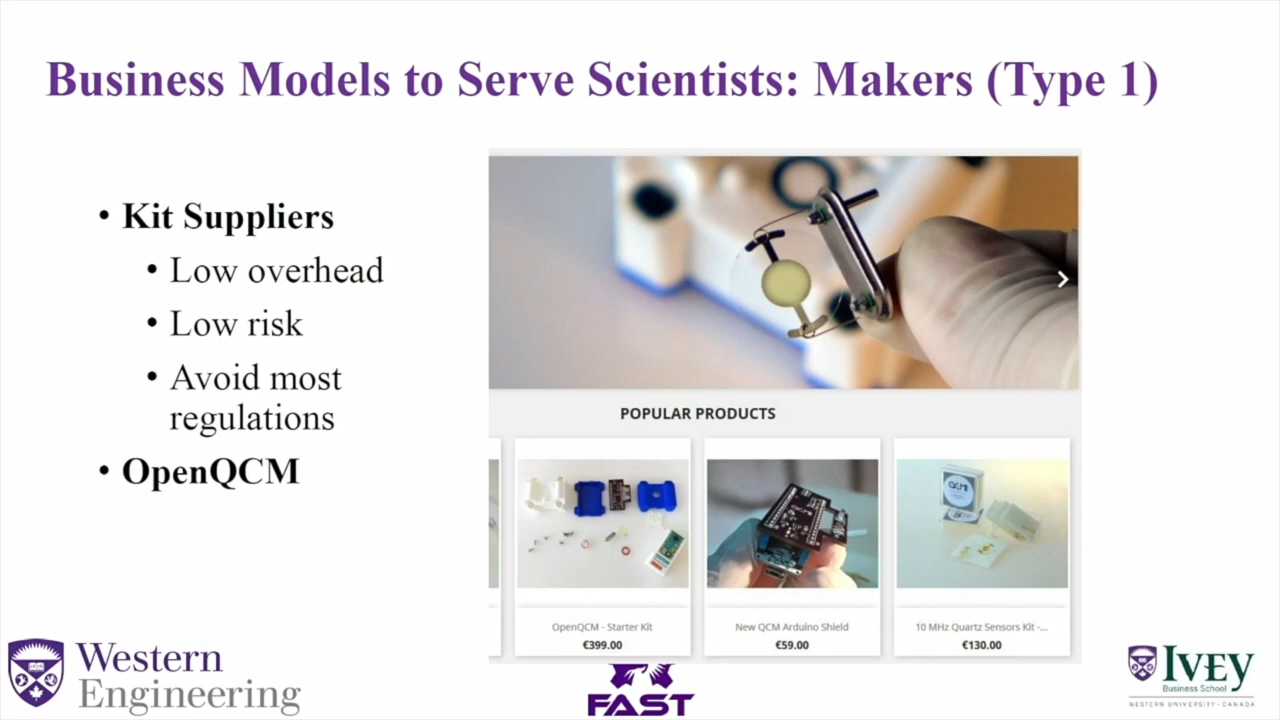 Business Models to Serve Scientists: Makers (Type 1)
• Kit Suppliers
• Low overhead
• Low risk
• Avoid most
regulations
• OpenQCM
POPULAR PRODUCTS
OpenQCM - Starter Kit
€399.00
New QCM Arduino Shield
€59.00
10 MHz Quartz Sensors Kit -...
€130.00
Western
Engineering
FAST
IVEY
Business School
WESTERN UNIVERSITY · CANADA